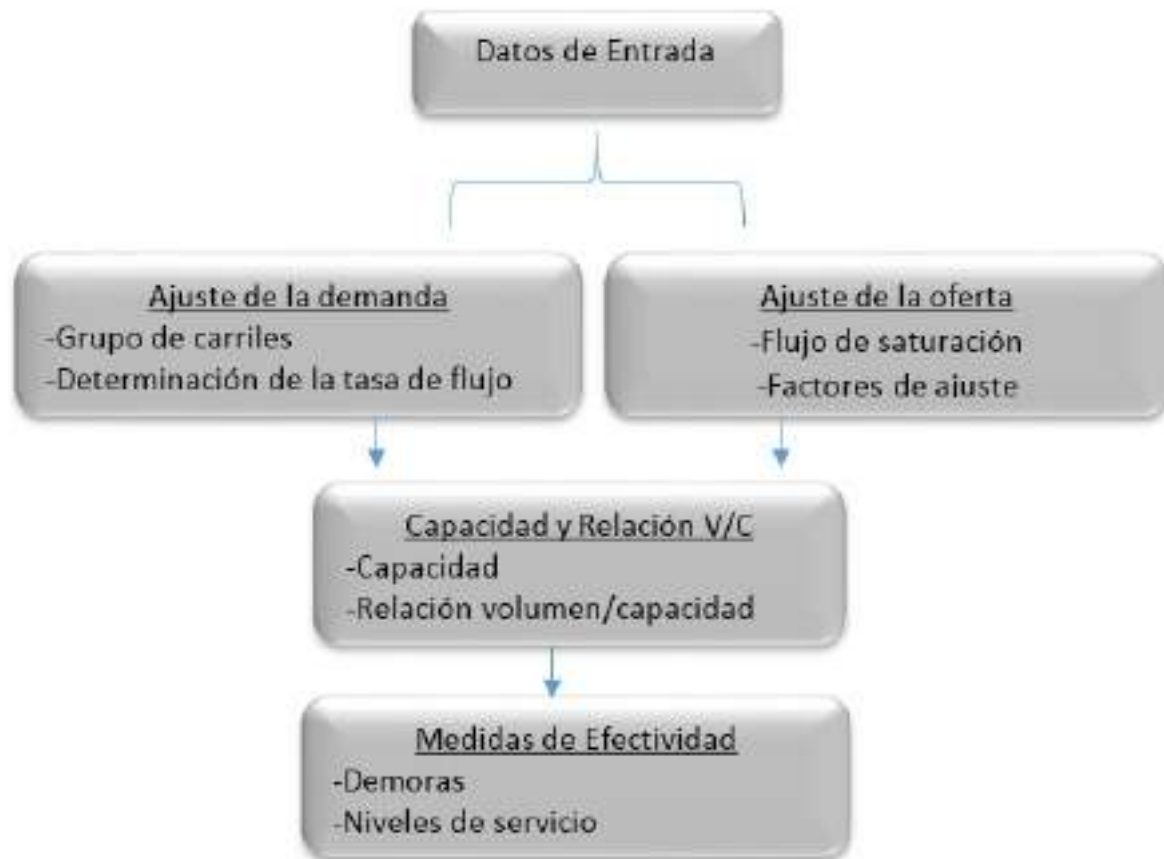 Datos de Entrada
Ajuste de la demanda
-Grupo de carriles
-Determinación de la tasa de flujo
Ajuste de la oferta
-Flujo de saturación
-Factores de ajuste
Capacidad y Relación V/C
-Capacidad
-Relación volumen/capacidad
Medidas de Efectividad
-Demoras
-Niveles de servicio